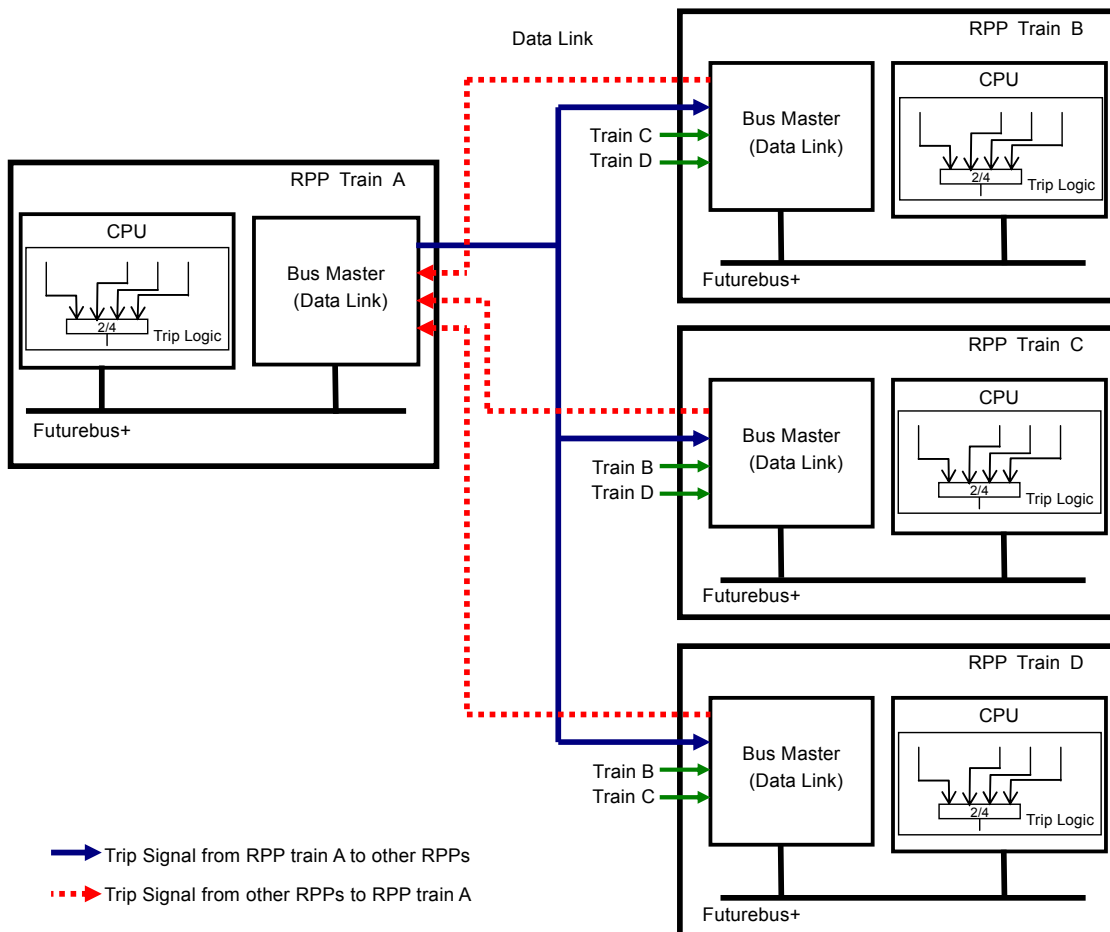 Data Link
RPP Train A
CPU
2/4
Trip Logic
Bus Master
(Data Link)
Futurebus+
RPP Train B
Bus Master
(Data Link)
CPU
2/4
Trip Logic
Train C
Train D
Futurebus+
RPP Train C
Bus Master
(Data Link)
CPU
2/4
Trip Logic
Train B
Train D
Futurebus+
RPP Train D
Bus Master
(Data Link)
CPU
2/4
Trip Logic
Train B
Train C
Futurebus+
Trip Signal from RPP train A to other RPPs
Trip Signal from other RPPs to RPP train A